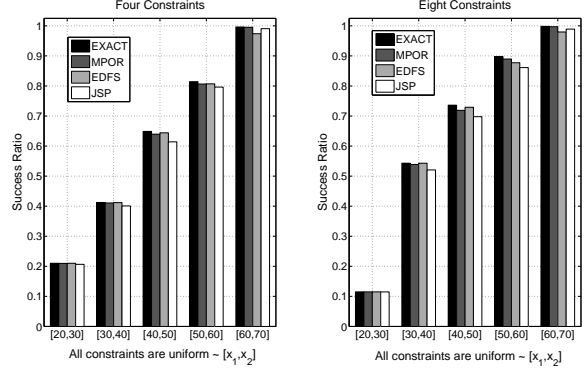 Four Constraints
1
0.9
0.8
0.7
0.6
0.5
0.4
0.3
0.2
0.1
0
Success Ratio
EXACT
MPOR
EDFS
JSP
[20,30] [30,40] [40,50] [50,60] [60,70]
All constraints are uniform ~ [x₁,x₂]
Eight Constraints
1
0.9
0.8
0.7
0.6
0.5
0.4
0.3
0.2
0.1
0
Success Ratio
EXACT
MPOR
EDFS
JSP
[20,30] [30,40] [40,50] [50,60] [60,70]
All constraints are uniform ~ [x₁,x₂]